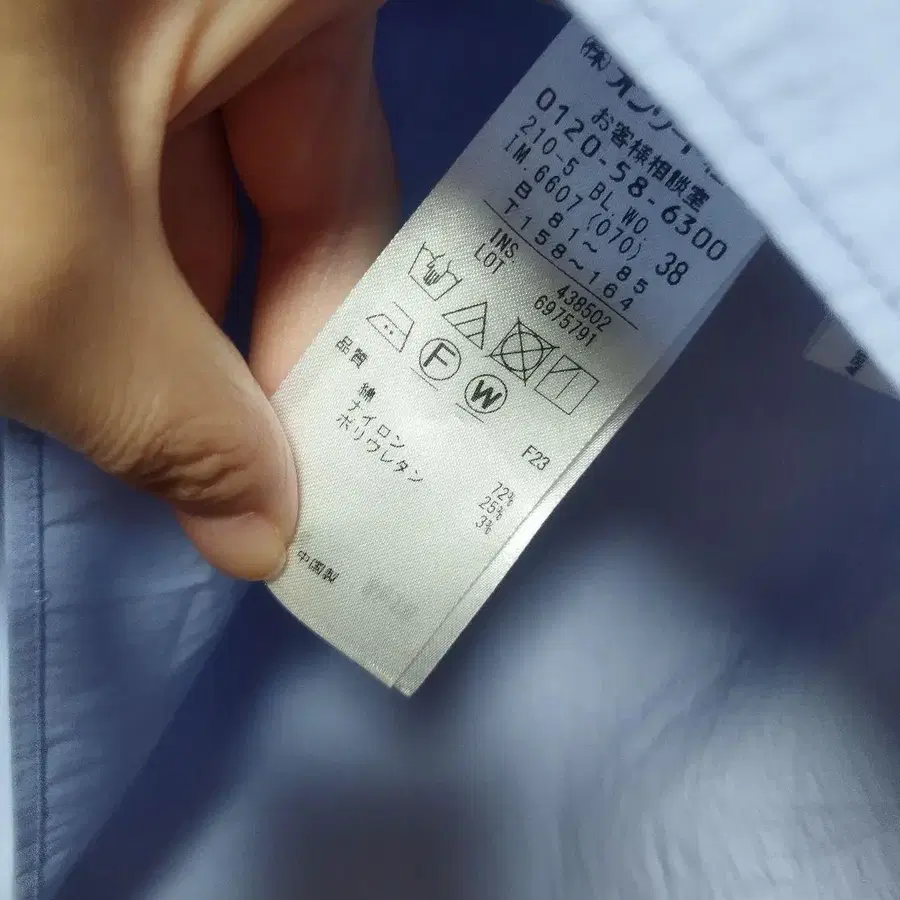 (株)オンワード
お客様相談室
0120-58-6300
210-5 BL.WO
IM.6607(070) 38
B 81~ 85
T158~164
INS 438502
LOT 6975791
F
W
F23
品質
綿 72%
ナイロン 25%
ポリウレタン 3%
中国製